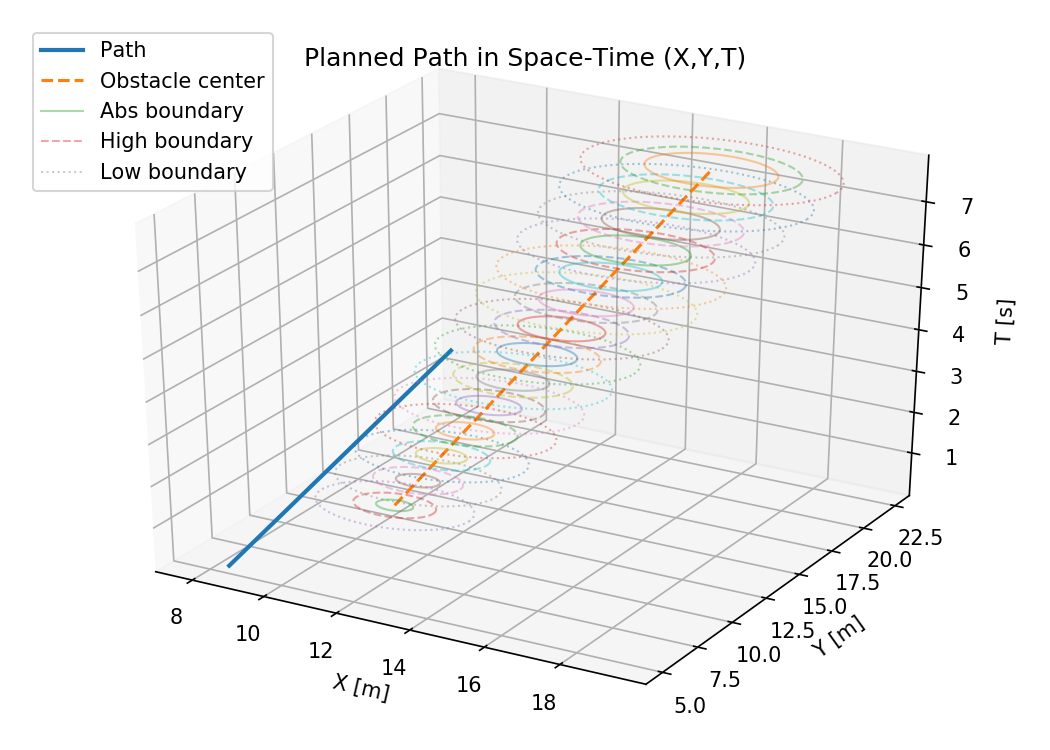 Planned Path in Space-Time (X,Y,T)
Path
Obstacle center
Abs boundary
High boundary
Low boundary
7
6
5
4
3
2
1
T [s]
22.5
20.0
17.5
15.0
12.5
10.0
7.5
5.0
Y [m]
8
10
12
14
16
18
X [m]